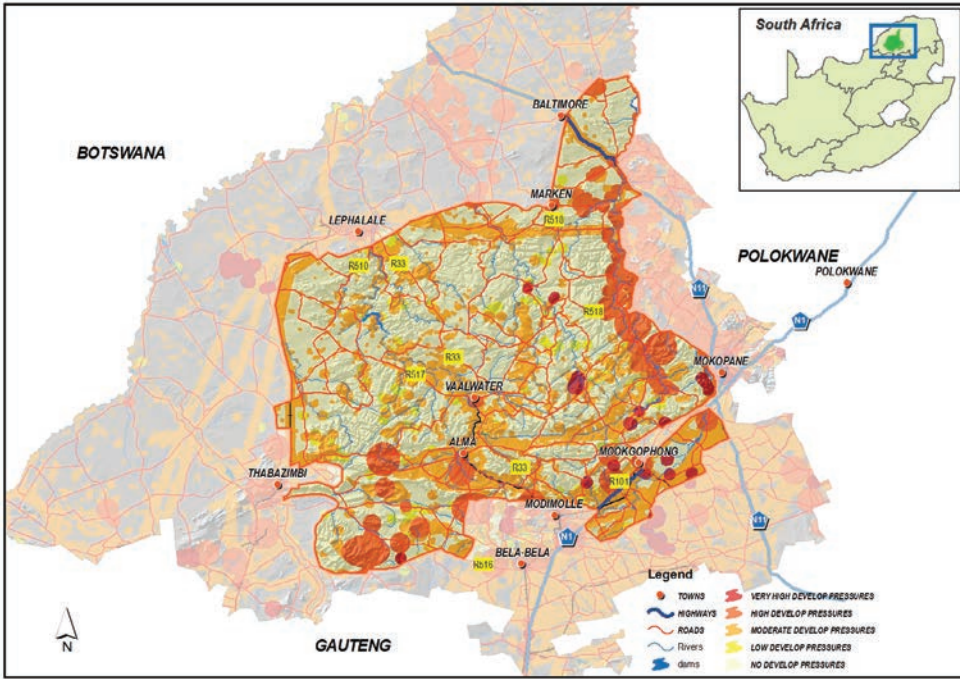 South Africa
BALTIMORE
BOTSWANA
MARKEN
R510
LEPHALALE
POLOKWANE
R510
R33
POLOKWANE
N11
R518
N1
R33
MOKOPANE
R517
VAALWATER
ALMA
MOOKGOPHONG
R33
THABAZIMBI
R101
MODIMOLLE
N11
N1
BELA-BELA
R516
Legend
TOWNS
HIGHWAYS
ROADS
Rivers
dams
VERY HIGH DEVELOP PRESSURES
HIGH DEVELOP PRESSURES
MODERATE DEVELOP PRESSURES
LOW DEVELOP PRESSURES
NO DEVELOP PRESSURES
N
GAUTENG